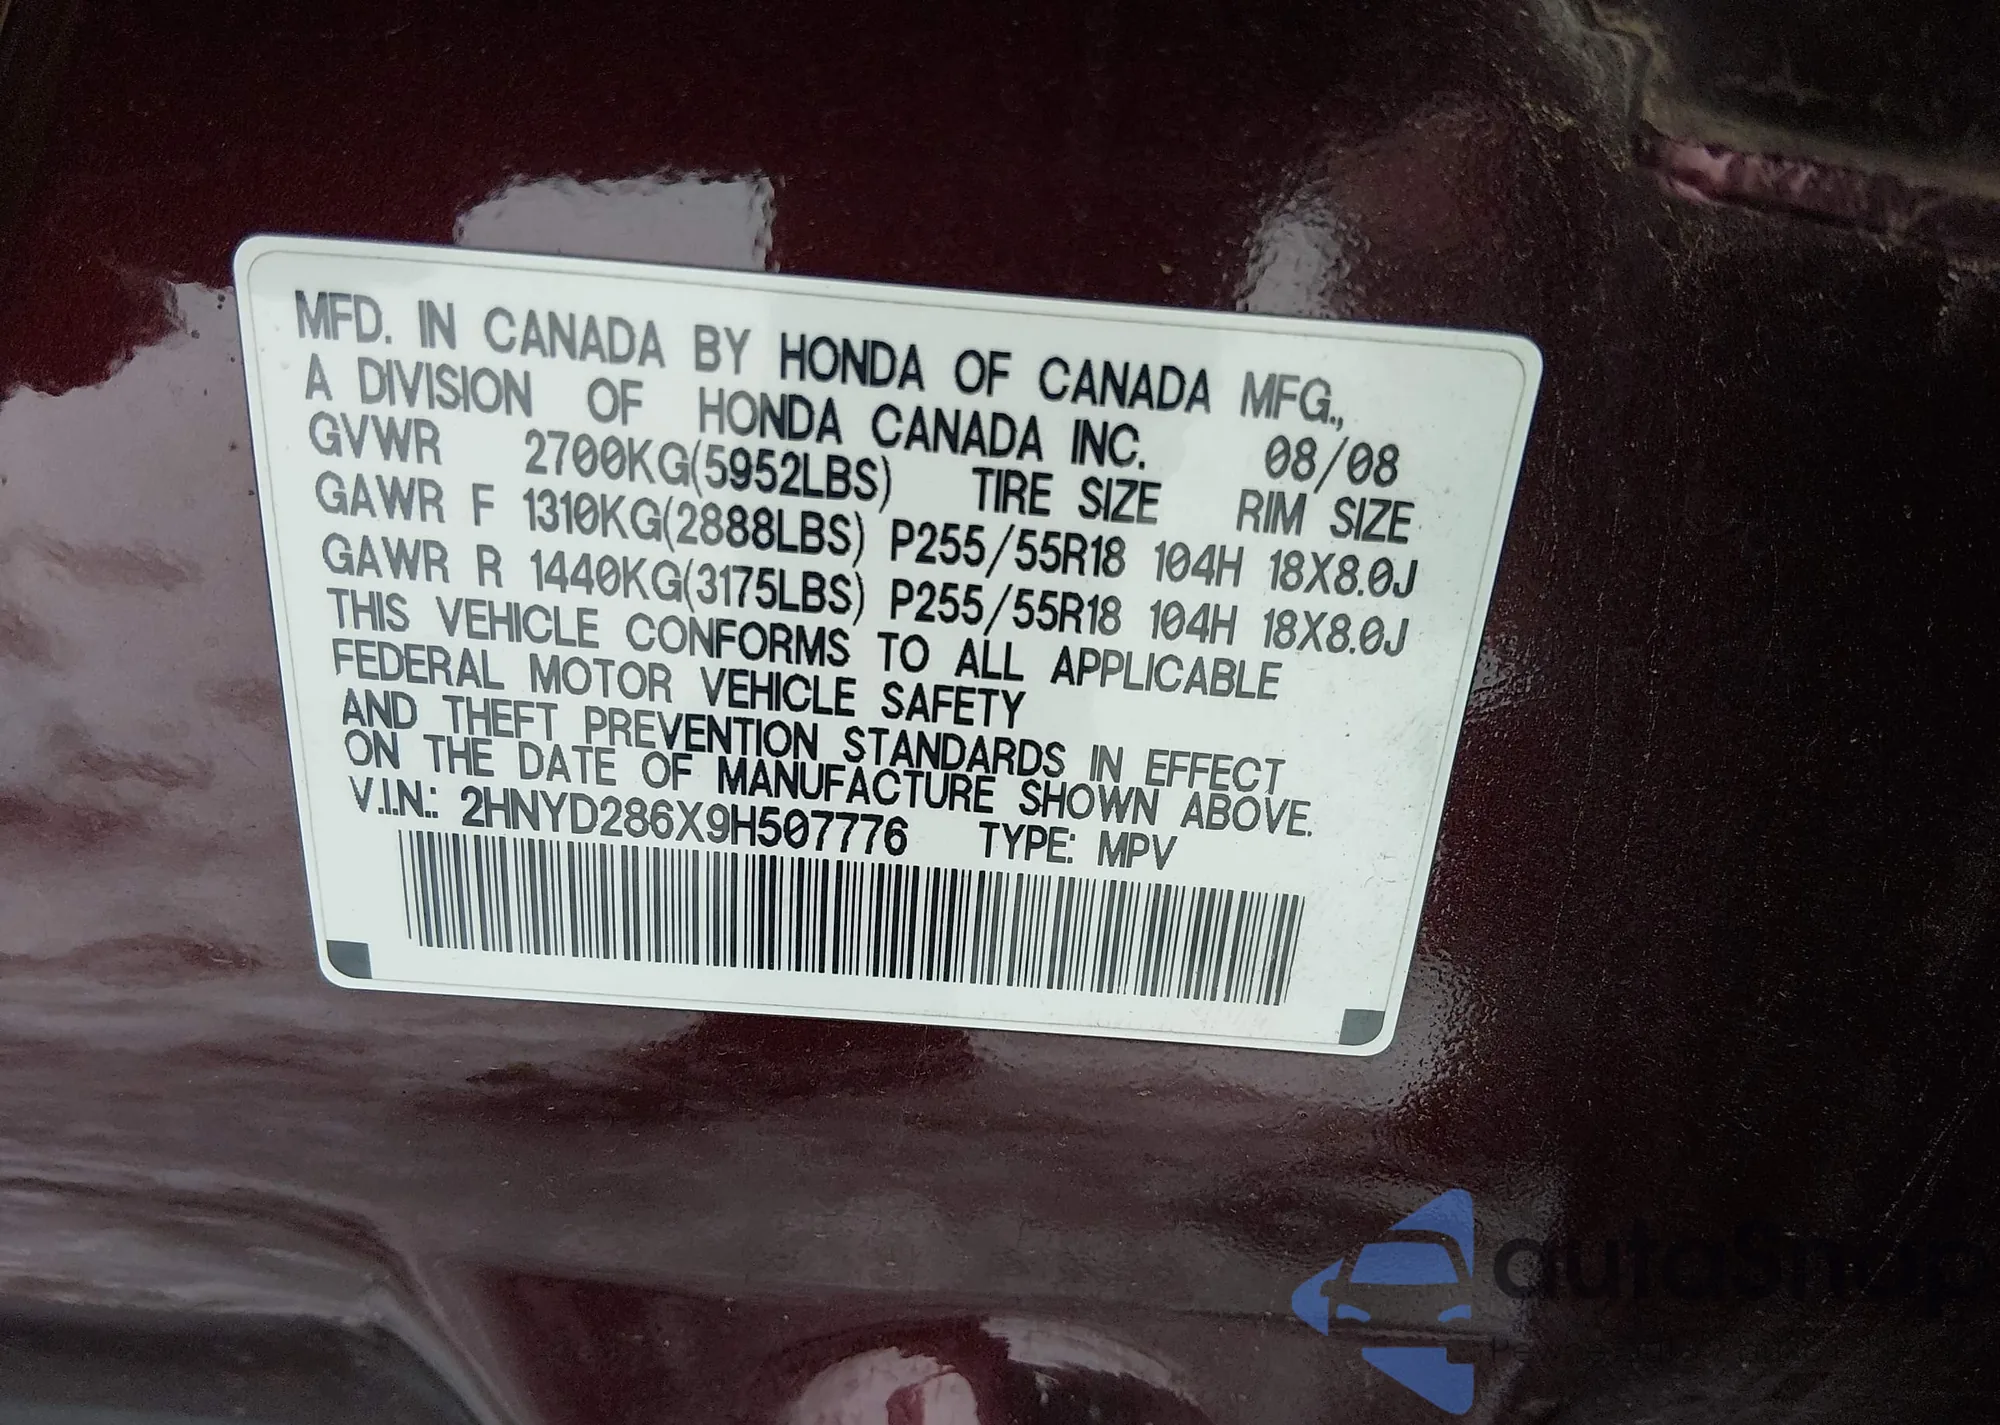 MFD. IN CANADA BY HONDA OF CANADA MFG.,
A DIVISION OF HONDA CANADA INC. 08/08
GVWR 2700KG(5952LBS) TIRE SIZE RIM SIZE
GAWR F 1310KG(2888LBS) P255/55R18 104H 18X8.0J
GAWR R 1440KG(3175LBS) P255/55R18 104H 18X8.0J
THIS VEHICLE CONFORMS TO ALL APPLICABLE
FEDERAL MOTOR VEHICLE SAFETY
AND THEFT PREVENTION STANDARDS IN EFFECT
ON THE DATE OF MANUFACTURE SHOWN ABOVE.
V.I.N.: 2HNYD286X9H507776 TYPE: MPV
autaShop